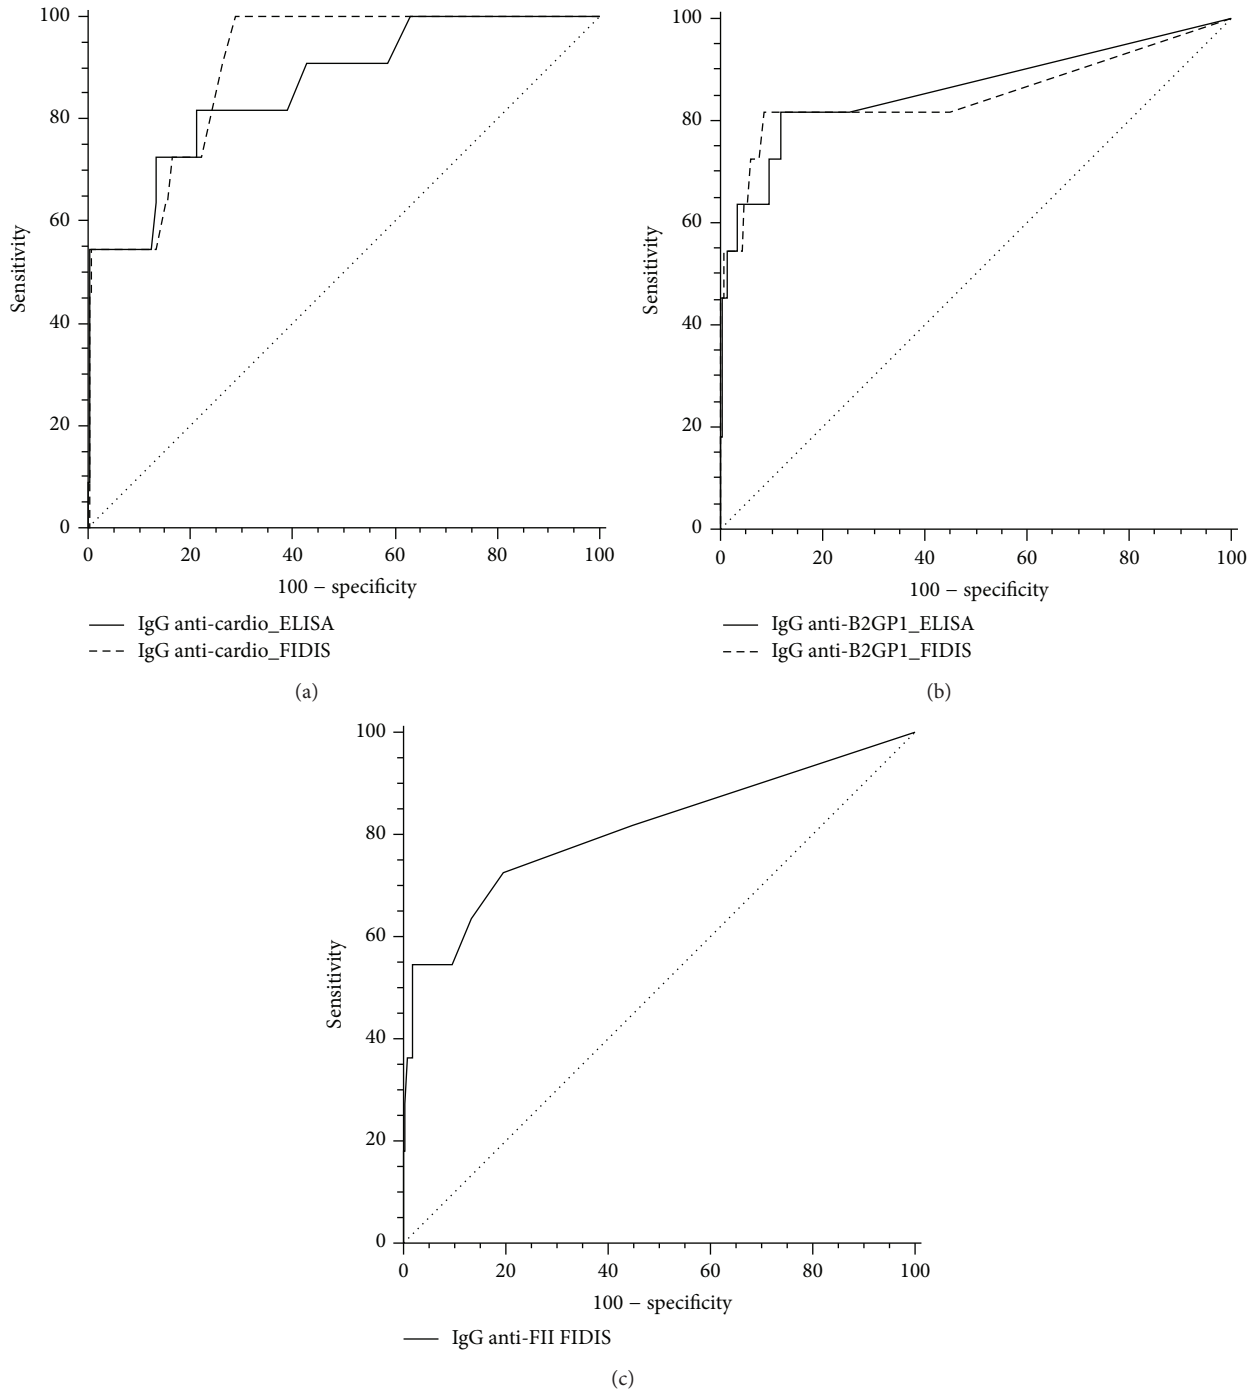 100
80
60
40
20
0
Sensitivity
0 20 40 60 80 100
100 − specificity
IgG anti-cardio_ELISA
IgG anti-cardio_FIDIS
(a)
100
80
60
40
20
0
Sensitivity
0 20 40 60 80 100
100 − specificity
IgG anti-B2GP1_ELISA
IgG anti-B2GP1_FIDIS
(b)
100
80
60
40
20
0
Sensitivity
0 20 40 60 80 100
100 − specificity
IgG anti-FII FIDIS
(c)